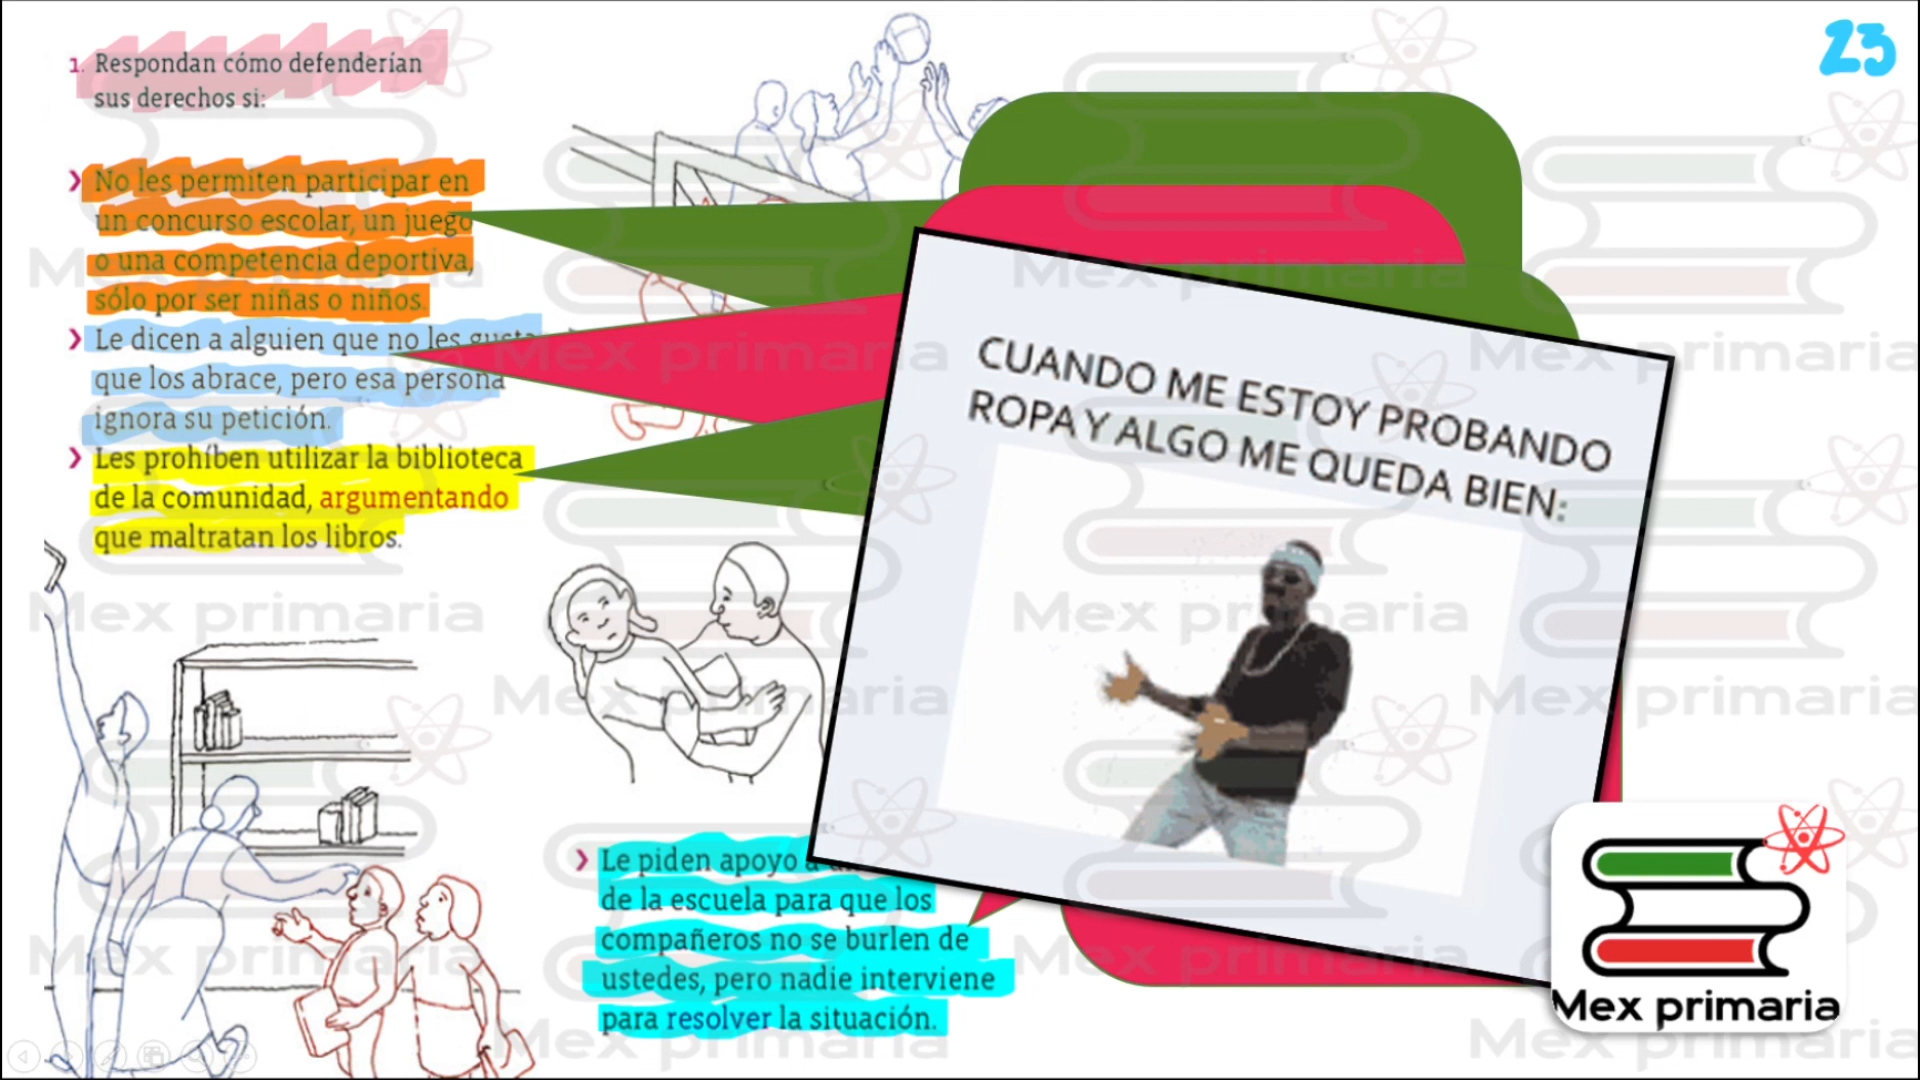 23
1. Respondan cómo defenderían
sus derechos si:
No les permiten participar en
un concurso escolar, un juego
o una competencia deportiva,
sólo por ser niñas o niños.
Le dicen a alguien que no les gusta
que los abrace, pero esa persona
ignora su petición.
Les prohíben utilizar la biblioteca
de la comunidad, argumentando
que maltratan los libros.
CUANDO ME ESTOY PROBANDO
ROPA Y ALGO ME QUEDA BIEN:
Le piden apoyo a
de la escuela para que los
compañeros no se burlen de
ustedes, pero nadie interviene
para resolver la situación.
Mex primaria